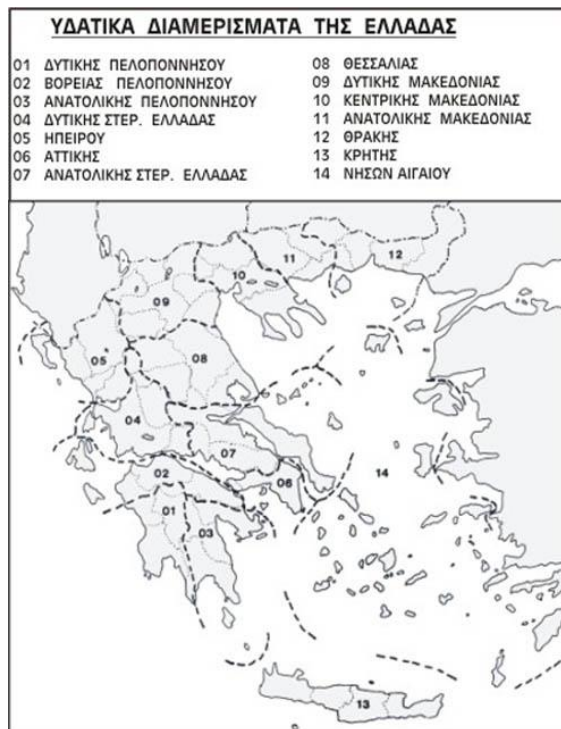 ΥΔΑΤΙΚΑ ΔΙΑΜΕΡΙΣΜΑΤΑ ΤΗΣ ΕΛΛΑΔΑΣ
01 ΔΥΤΙΚΗΣ ΠΕΛΟΠΟΝΝΗΣΟΥ
02 ΒΟΡΕΙΑΣ ΠΕΛΟΠΟΝΝΗΣΟΥ
03 ΑΝΑΤΟΛΙΚΗΣ ΠΕΛΟΠΟΝΝΗΣΟΥ
04 ΔΥΤΙΚΗΣ ΣΤΕΡ. ΕΛΛΑΔΑΣ
05 ΗΠΕΙΡΟΥ
06 ΑΤΤΙΚΗΣ
07 ΑΝΑΤΟΛΙΚΗΣ ΣΤΕΡ. ΕΛΛΑΔΑΣ
08 ΘΕΣΣΑΛΙΑΣ
09 ΔΥΤΙΚΗΣ ΜΑΚΕΔΟΝΙΑΣ
10 ΚΕΝΤΡΙΚΗΣ ΜΑΚΕΔΟΝΙΑΣ
11 ΑΝΑΤΟΛΙΚΗΣ ΜΑΚΕΔΟΝΙΑΣ
12 ΘΡΑΚΗΣ
13 ΚΡΗΤΗΣ
14 ΝΗΣΩΝ ΑΙΓΑΙΟΥ
11
12
10
09
05
08
04
07
14
02
06
01
03
13